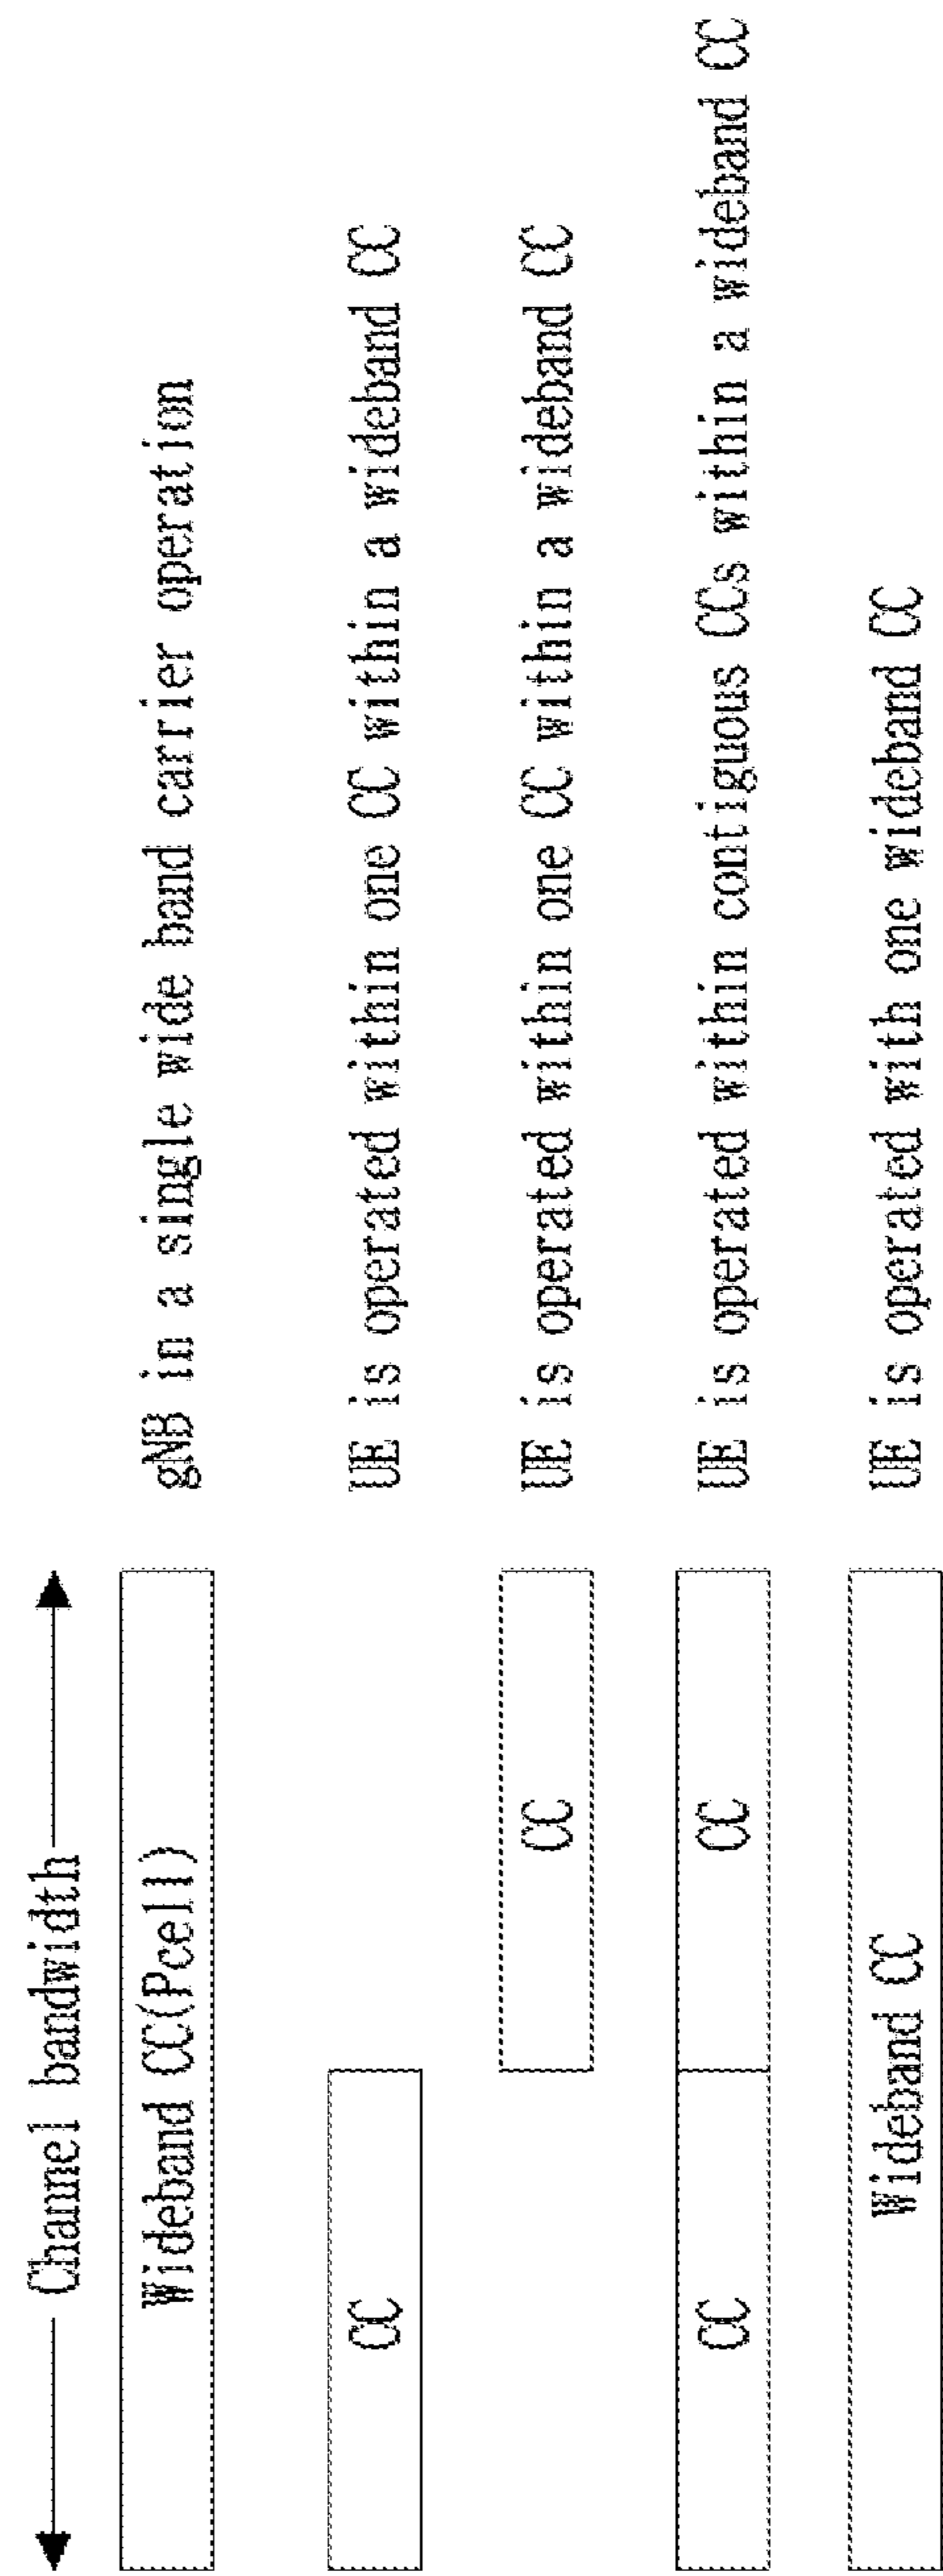 Channel bandwidth
Wideband CC(Pcell) gNB in a single wide band carrier operation
CC UE is operated within one CC within a wideband CC
CC UE is operated within one CC within a wideband CC
CC CC UE is operated within contiguous CCs within a wideband CC
Wideband CC UE is operated with one wideband CC